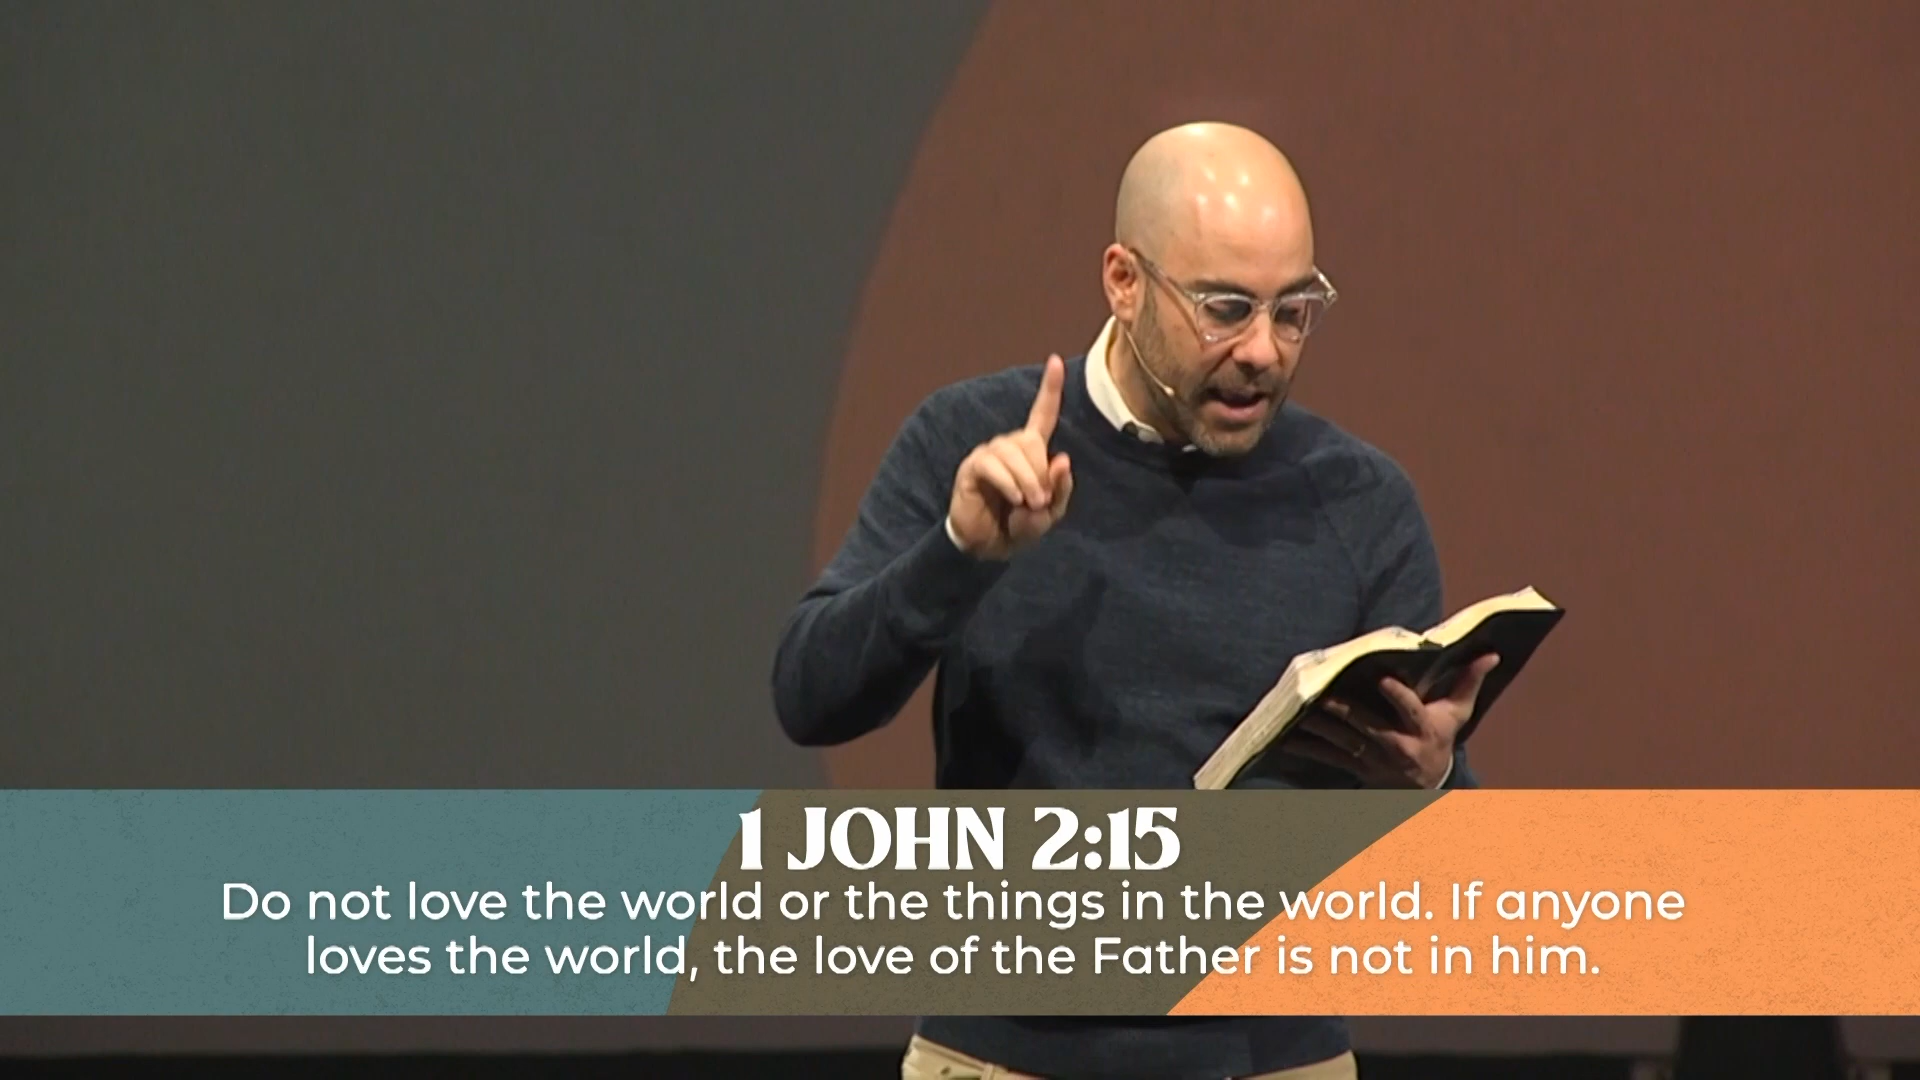 1 JOHN 2:15
Do not love the world or the things in the world. If anyone
loves the world, the love of the Father is not in him.